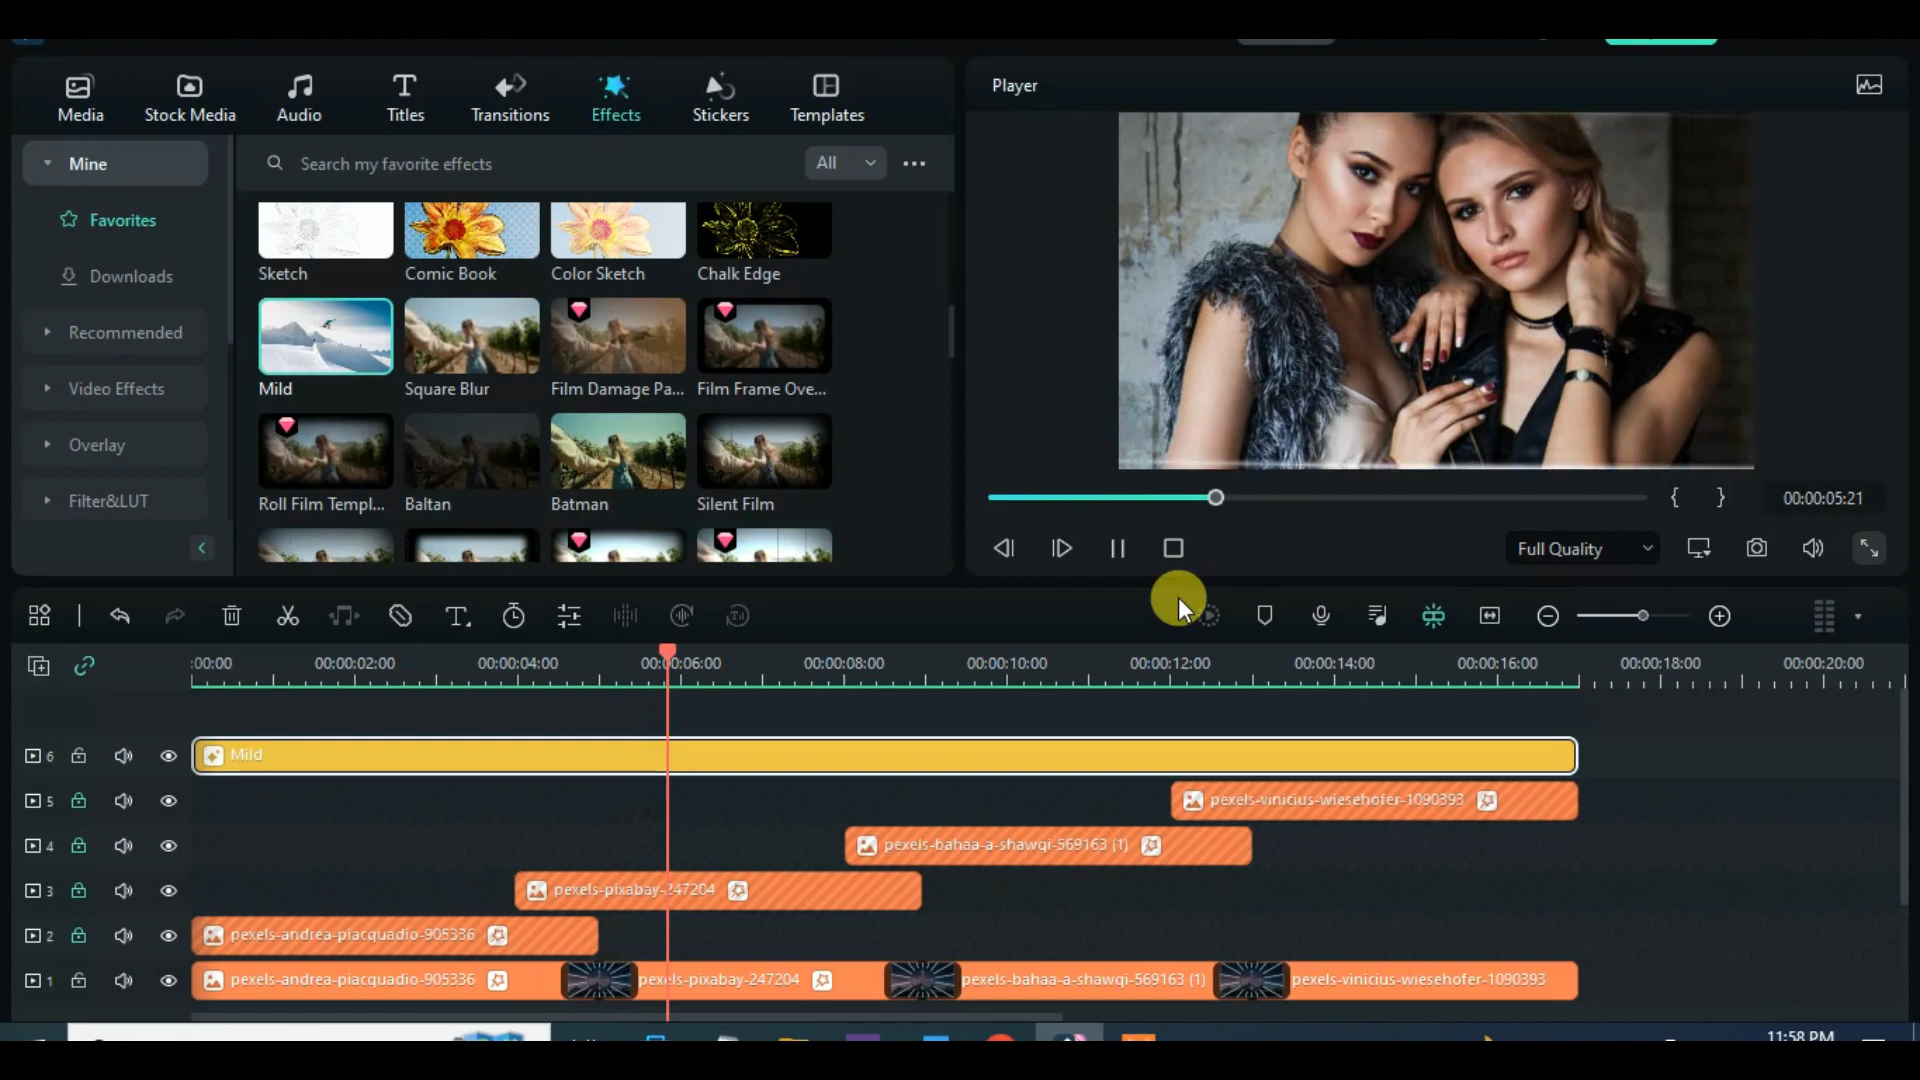 Media
Stock Media
Audio
Titles
Transitions
Effects
Stickers
Templates
Player
Mine
Search my favorite effects
All
Favorites
Downloads
Recommended
Video Effects
Overlay
Filter&LUT
Sketch
Comic Book
Color Sketch
Chalk Edge
Mild
Square Blur
Film Damage Pa...
Film Frame Ove...
Roll Film Templ...
Baltan
Batman
Silent Film
{ }
00:00:05:21
Full Quality
:00:00
00:00:02:00
00:00:04:00
00:00:06:00
00:00:08:00
00:00:10:00
00:00:12:00
00:00:14:00
00:00:16:00
00:00:18:00
00:00:20:00
6
Mild
5
pexels-vinicius-wiesehofer-1090393
4
pexels-bahaa-a-shawqi-569163 (1)
3
pexels-pixabay-247204
2
pexels-andrea-piacquadio-905336
1
pexels-andrea-piacquadio-905336
pexels-pixabay-247204
pexels-bahaa-a-shawqi-569163 (1)
pexels-vinicius-wiesehofer-1090393
11:58 PM